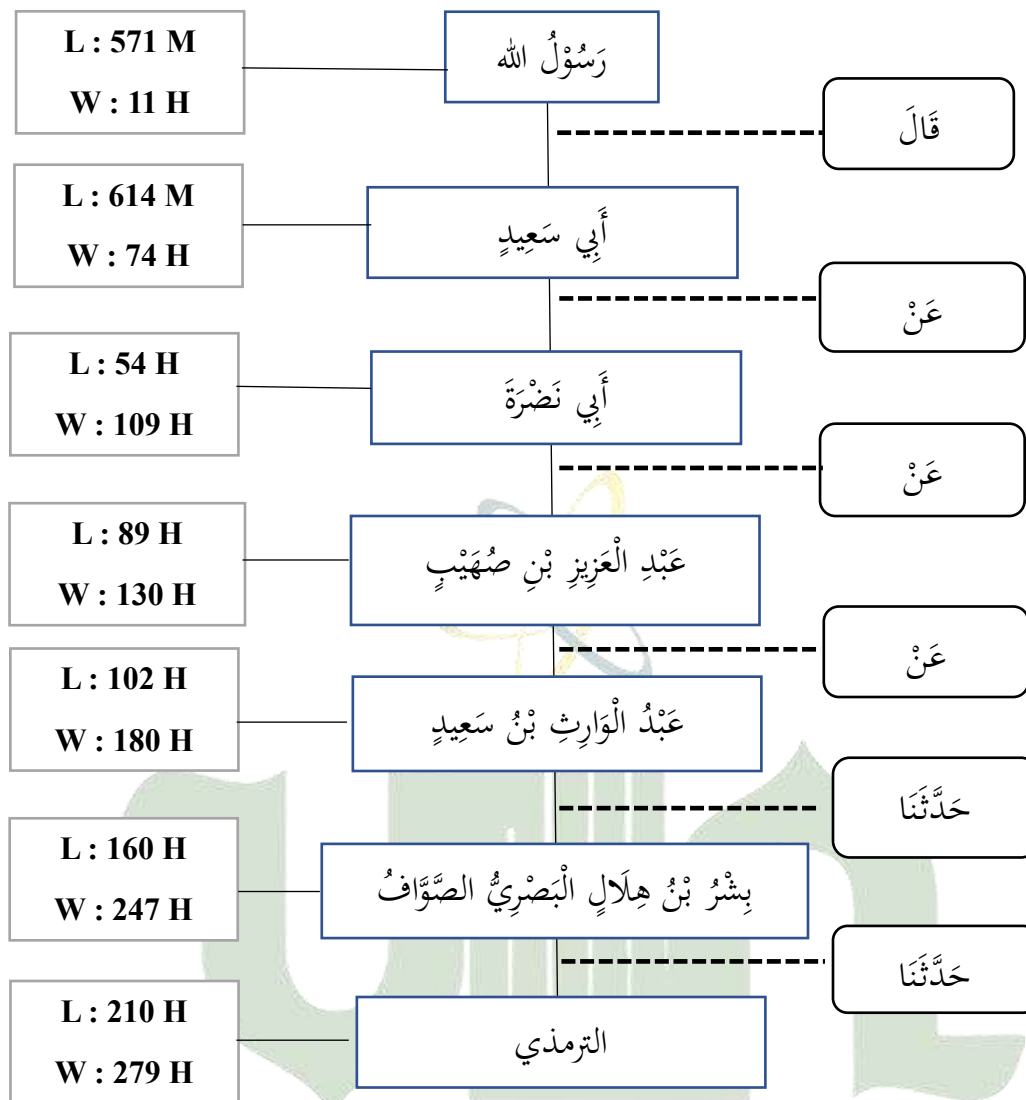 L : 571 M
W : 11 H
رَسُوْلُ الله
قَالَ
L : 614 M
W : 74 H
أَبِي سَعِيدٍ
عَنْ
L : 54 H
W : 109 H
أَبِي نَضْرَةَ
عَنْ
L : 89 H
W : 130 H
عَبْدِ الْعَزِيزِ بْنِ صُهَيْبٍ
عَنْ
L : 102 H
W : 180 H
عَبْدُ الْوَارِثِ بْنُ سَعِيدٍ
حَدَّثَنَا
L : 160 H
W : 247 H
بِشْرُ بْنُ هِلَالٍ الْبَصْرِيُّ الصَّوَّافُ
حَدَّثَنَا
L : 210 H
W : 279 H
الترمذي